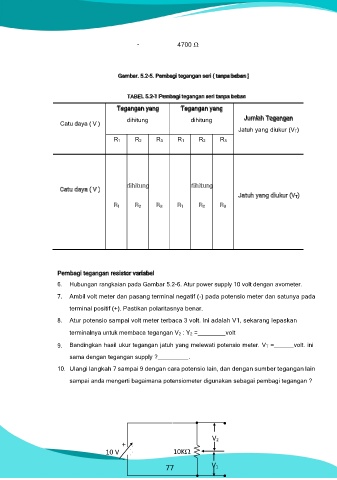 - 4700 Ω
Gambar. 5.2-5. Pembagi tegangan seri ( tanpa beban )
TABEL 5.2-1 Pembagi tegangan seri tanpa beban
Catu daya ( V ) Tegangan yang dihitung Tegangan yang dihitung Jumlah Tegangan Jatuh yang diukur (VT)
R1 R2 R3 R1 R2 R3
Catu daya ( V ) dihitung dihitung Jatuh yang diukur (VT)
R1 R2 R3 R1 R2 R3
Pembagi tegangan resistor variabel
6. Hubungan rangkaian pada Gambar 5.2-6. Atur power supply 10 volt dengan avometer.
7. Ambil volt meter dan pasang terminal negatif (-) pada potensio meter dan satunya pada
terminal positif (+). Pastikan polaritasnya benar.
8. Atur potensio sampai volt meter terbaca 3 volt. Ini adalah V1, sekarang lepaskan
terminalnya untuk membaca tegangan V2 : V2 =________volt
9. Bandingkan hasil ukur tegangan jatuh yang melewati potensio meter. V1 =______volt. Ini
sama dengan tegangan supply ?_________.
10. Ulangi langkah 7 sampai 9 dengan cara potensio lain, dan dengan sumber tegangan lain
sampai anda mengerti bagaimana potensiometer digunakan sebagai pembagi tegangan ?
V2
+
10 V 10KΩ
77 V1